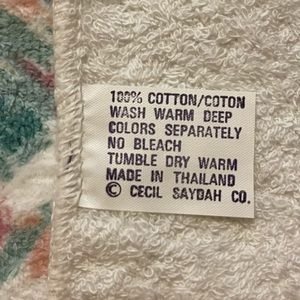 100% COTTON/COTON
WASH WARM DEEP
COLORS SEPARATELY
NO BLEACH
TUMBLE DRY WARM
MADE IN THAILAND
© CECIL SAYDAH CO.